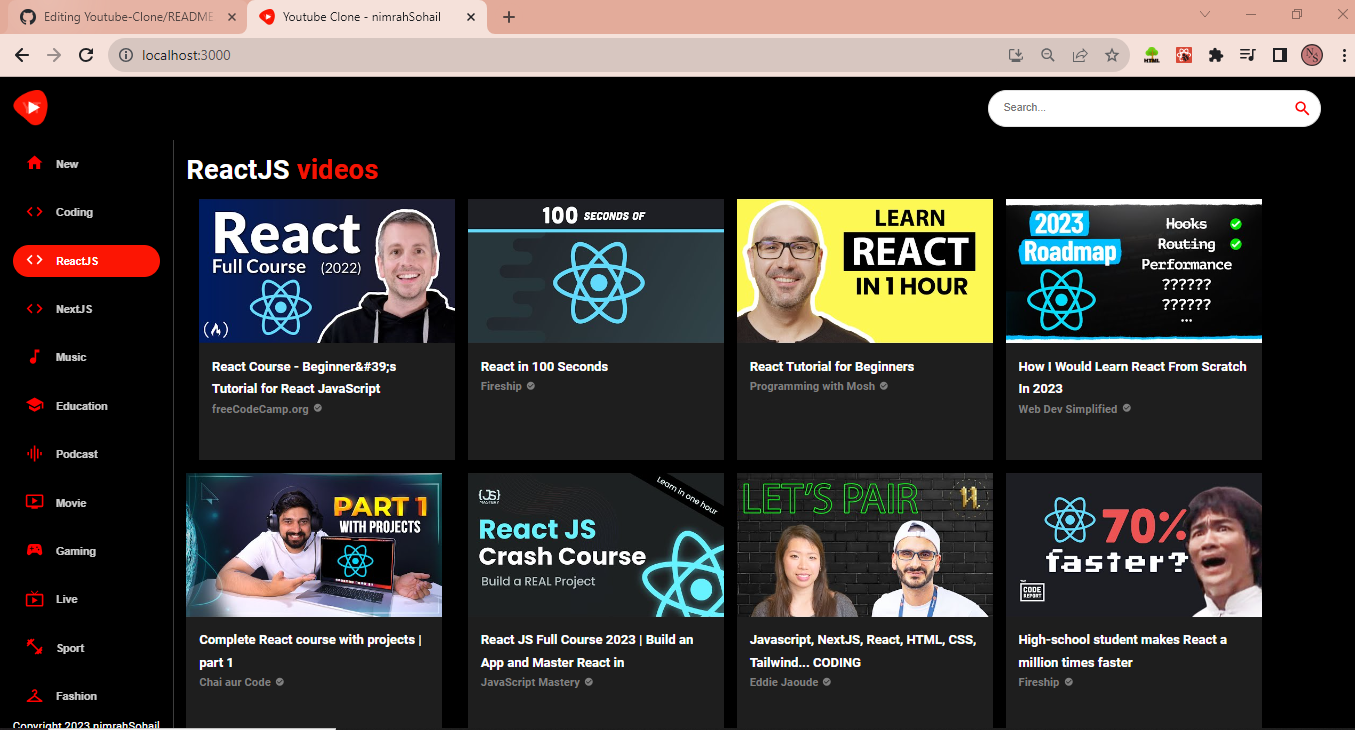 Editing Youtube-Clone/README
Youtube Clone - nimrahSohail
localhost:3000
HTML
Search...
New
Coding
ReactJS
NextJS
Music
Education
Podcast
Movie
Gaming
Live
Sport
Fashion
Copyright 2023 nimrahSohail
ReactJS videos
React
Full Course (2022)
React Course - Beginner&#39;s
Tutorial for React JavaScript
freeCodeCamp.org
100 SECONDS OF
React in 100 Seconds
Fireship
LEARN
REACT
IN 1 HOUR
React Tutorial for Beginners
Programming with Mosh
2023
Roadmap
Hooks
Routing
Performance
??????
??????
...
How I Would Learn React From Scratch
In 2023
Web Dev Simplified
PART 1
WITH PROJECTS
Complete React course with projects |
part 1
Chai aur Code
{JS}
MASTERY
Learn in one hour
React JS
Crash Course
Build a REAL Project
React JS Full Course 2023 | Build an
App and Master React in
JavaScript Mastery
LET'S PAIR
Javascript, NextJS, React, HTML, CSS,
Tailwind... CODING
Eddie Jaoude
70%
faster?
THE
CODE
REPORT
High-school student makes React a
million times faster
Fireship